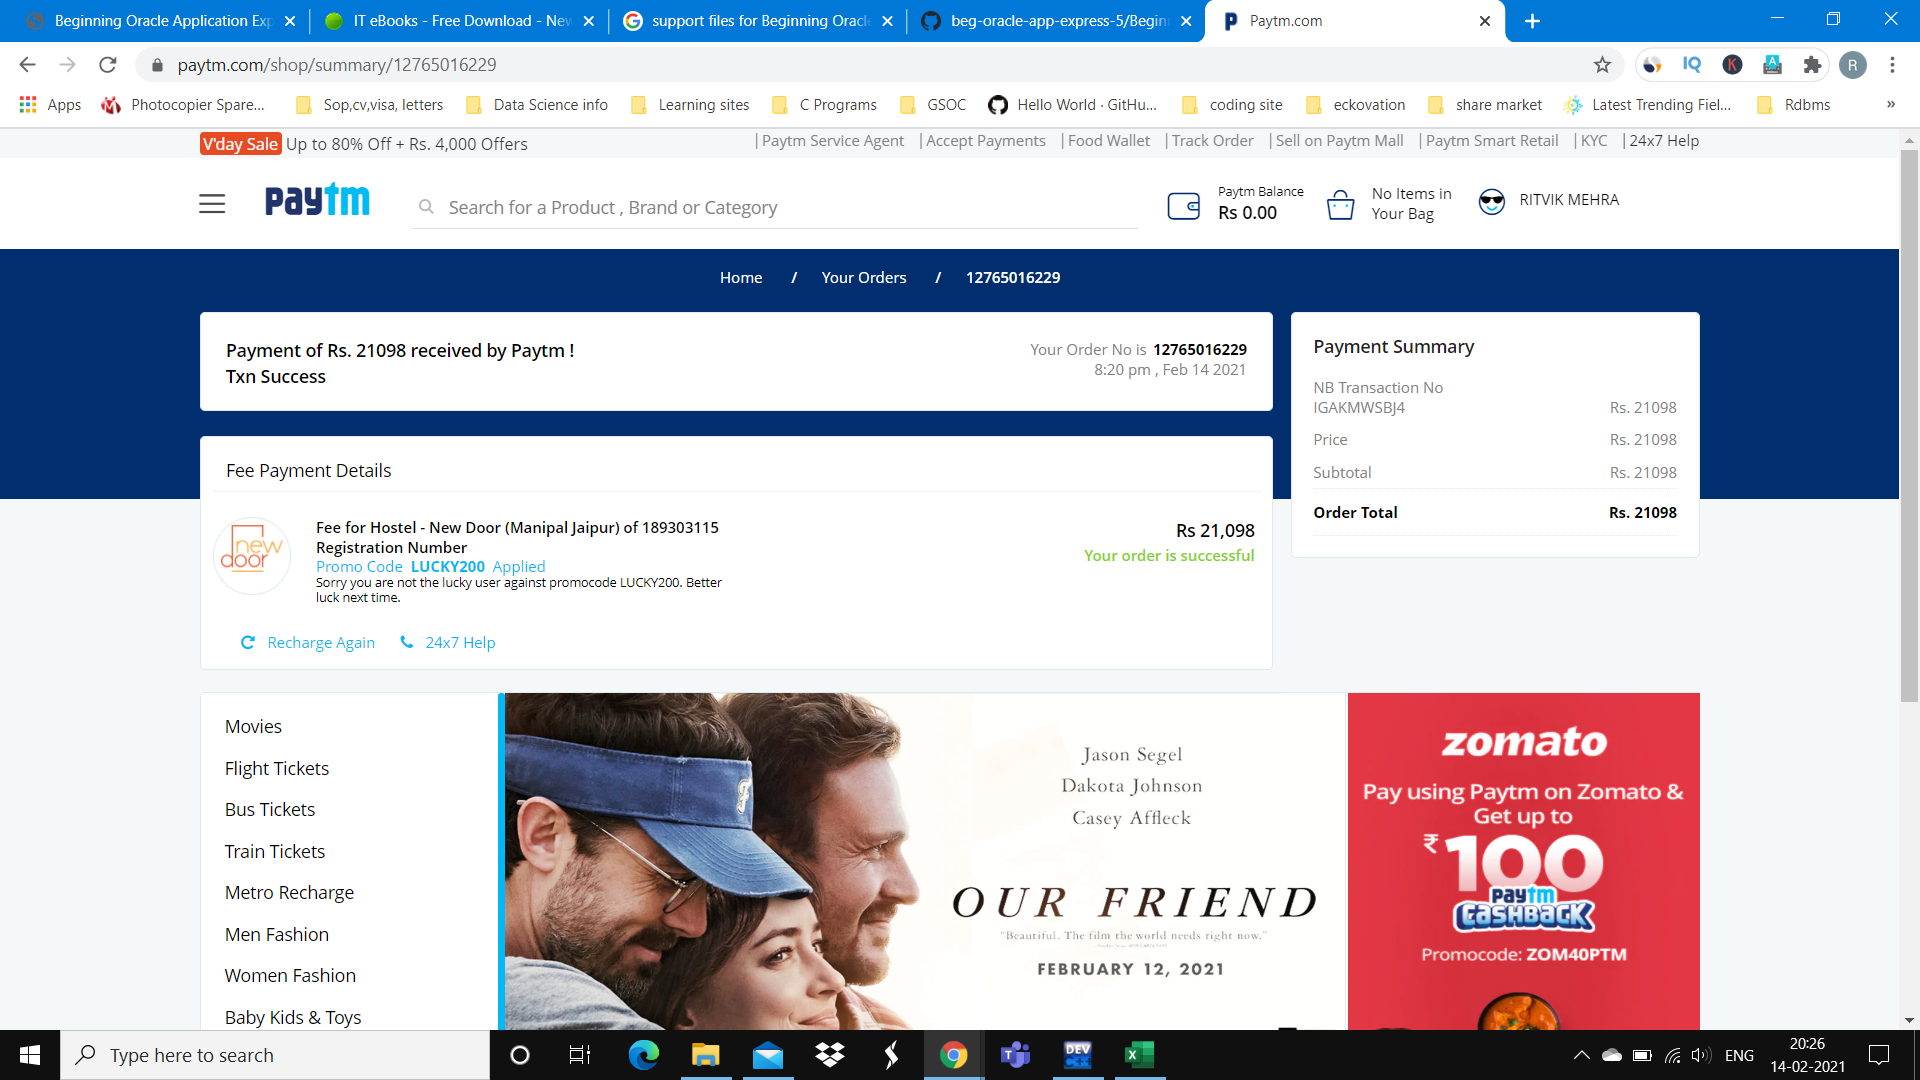 Beginning Oracle Application Exp
IT eBooks - Free Download - New
support files for Beginning Oracle
beg-oracle-app-express-5/Beginn
Paytm.com
paytm.com/shop/summary/12765016229
IQ
K
A
R
Apps
Photocopier Spare...
Sop,cv,visa, letters
Data Science info
Learning sites
C Programs
GSOC
Hello World · GitHu...
coding site
eckovation
share market
Latest Trending Fiel...
Rdbms
»
V'day Sale Up to 80% Off + Rs. 4,000 Offers
| Paytm Service Agent | Accept Payments | Food Wallet | Track Order | Sell on Paytm Mall | Paytm Smart Retail | KYC | 24x7 Help
paytm
Search for a Product , Brand or Category
Paytm Balance
Rs 0.00
No Items in
Your Bag
RITVIK MEHRA
Home / Your Orders / 12765016229
Payment of Rs. 21098 received by Paytm !
Txn Success
Your Order No is 12765016229
8:20 pm , Feb 14 2021
Payment Summary
NB Transaction No
IGAKMWSBJ4 Rs. 21098
Price Rs. 21098
Subtotal Rs. 21098
Order Total Rs. 21098
Fee Payment Details
new
door
Fee for Hostel - New Door (Manipal Jaipur) of 189303115
Registration Number
Promo Code LUCKY200 Applied
Sorry you are not the lucky user against promocode LUCKY200. Better
luck next time.
Rs 21,098
Your order is successful
Recharge Again
24x7 Help
Movies
Flight Tickets
Bus Tickets
Train Tickets
Metro Recharge
Men Fashion
Women Fashion
Baby Kids & Toys
Jason Segel
Dakota Johnson
Casey Affleck
OUR FRIEND
"Beautiful. The film the world needs right now."
FEBRUARY 12, 2021
zomato
Pay using Paytm on Zomato &
Get up to
₹100
paytm
CASHBACK
Promocode: ZOM40PTM
Type here to search
DEV
C++
ENG
20:26
14-02-2021